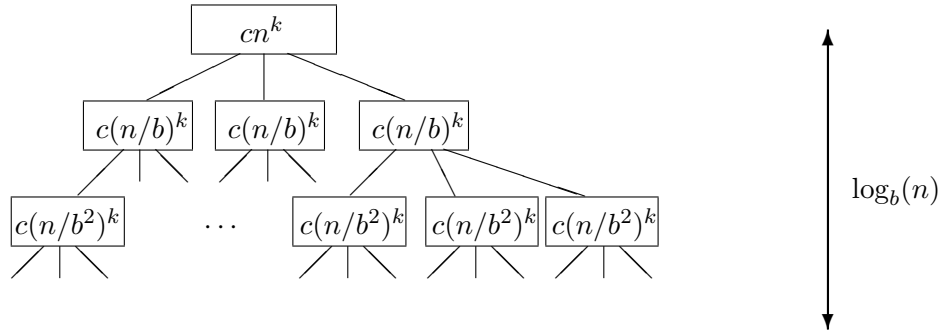 cn^k
c(n/b)^k c(n/b)^k c(n/b)^k
log_b(n)
c(n/b^2)^k ... c(n/b^2)^k c(n/b^2)^k c(n/b^2)^k